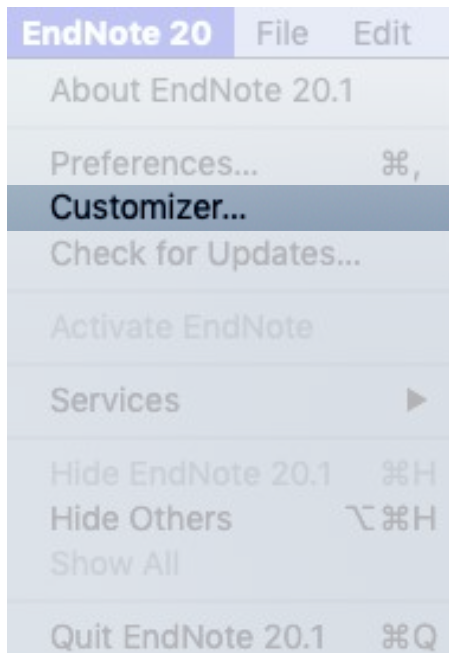 EndNote 20 File Edit
About EndNote 20.1
Preferences... ⌘,
Customizer...
Check for Updates...
Activate EndNote
Services ▶
Hide EndNote 20.1 ⌘H
Hide Others ⌥⌘H
Show All
Quit EndNote 20.1 ⌘Q